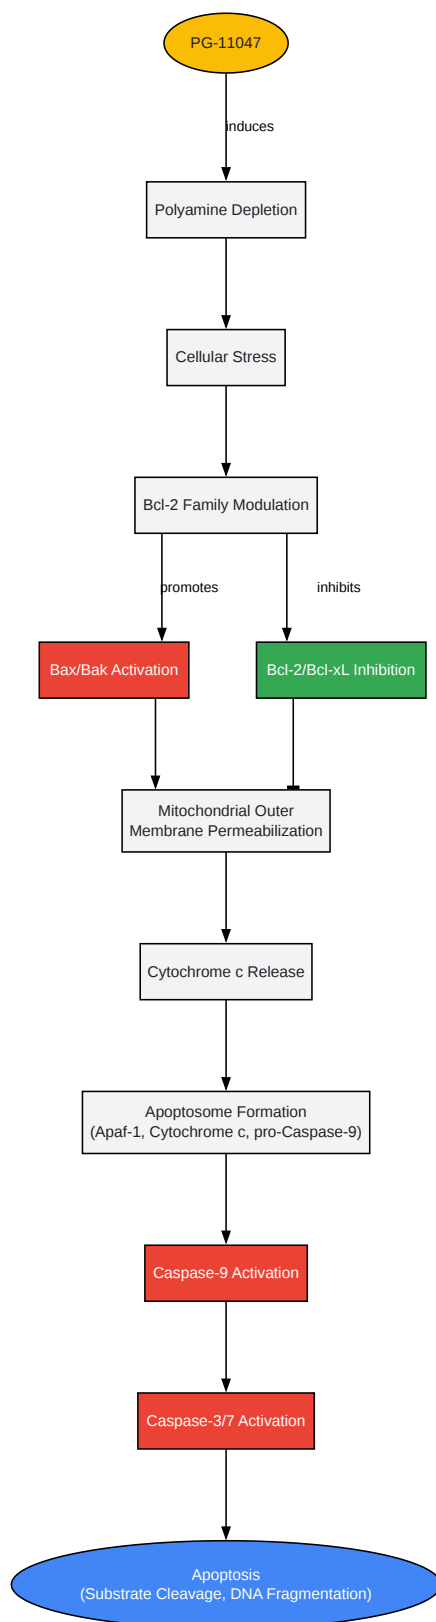 PG-11047
induces
Polyamine Depletion
Cellular Stress
Bcl-2 Family Modulation
promotes
inhibits
Bax/Bak Activation
Bcl-2/Bcl-xL Inhibition
Mitochondrial Outer
Membrane Permeabilization
Cytochrome c Release
Apoptosome Formation
(Apaf-1, Cytochrome c, pro-Caspase-9)
Caspase-9 Activation
Caspase-3/7 Activation
Apoptosis
(Substrate Cleavage, DNA Fragmentation)